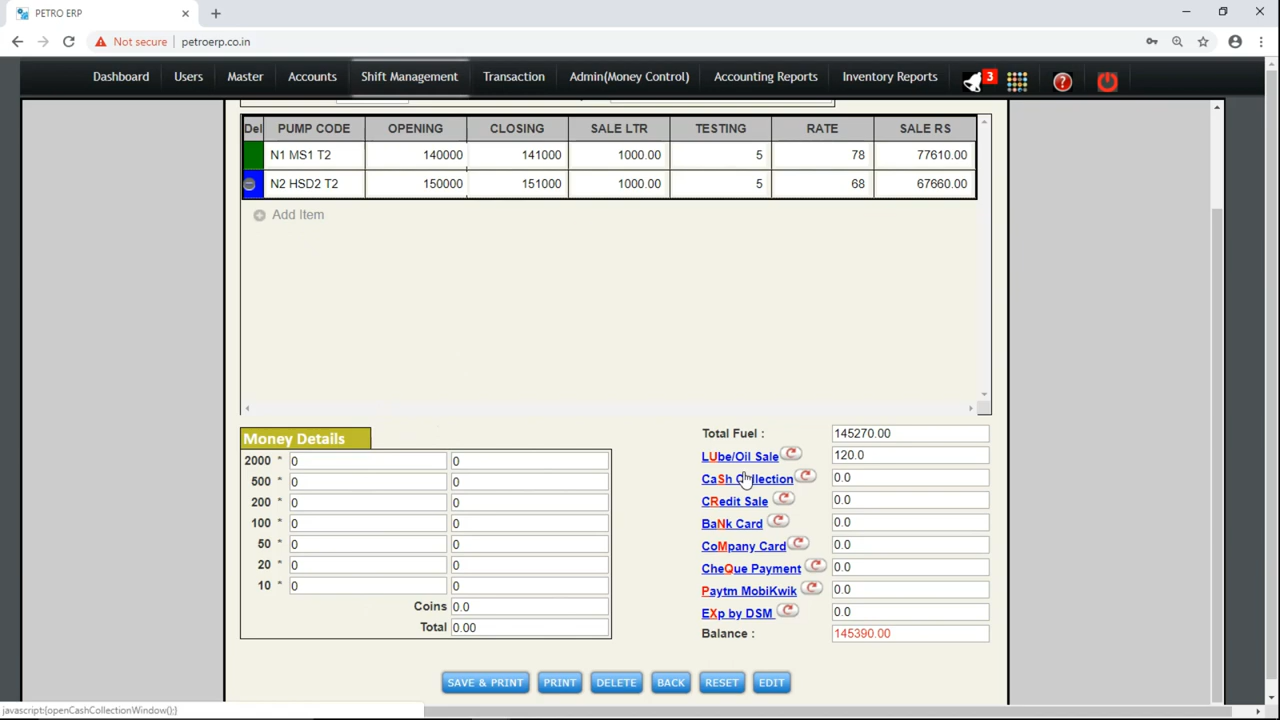 PETRO ERP
Not secure petroerp.co.in
Dashboard Users Master Accounts Shift Management Transaction Admin(Money Control) Accounting Reports Inventory Reports 3 ?
Del PUMP CODE OPENING CLOSING SALE LTR TESTING RATE SALE RS
N1 MS1 T2 140000 141000 1000.00 5 78 77610.00
N2 HSD2 T2 150000 151000 1000.00 5 68 67660.00
Add Item
Money Details
2000 * 0 0
500 * 0 0
200 * 0 0
100 * 0 0
50 * 0 0
20 * 0 0
10 * 0 0
Coins 0.0
Total 0.00
Total Fuel : 145270.00
LUbe/Oil Sale 120.0
CaSh Collection 0.0
CRedit Sale 0.0
BaNk Card 0.0
CoMpany Card 0.0
CheQue Payment 0.0
Paytm MobiKwik 0.0
EXp by DSM 0.0
Balance : 145390.00
SAVE & PRINT PRINT DELETE BACK RESET EDIT
javascript:{openCashCollectionWindow();}